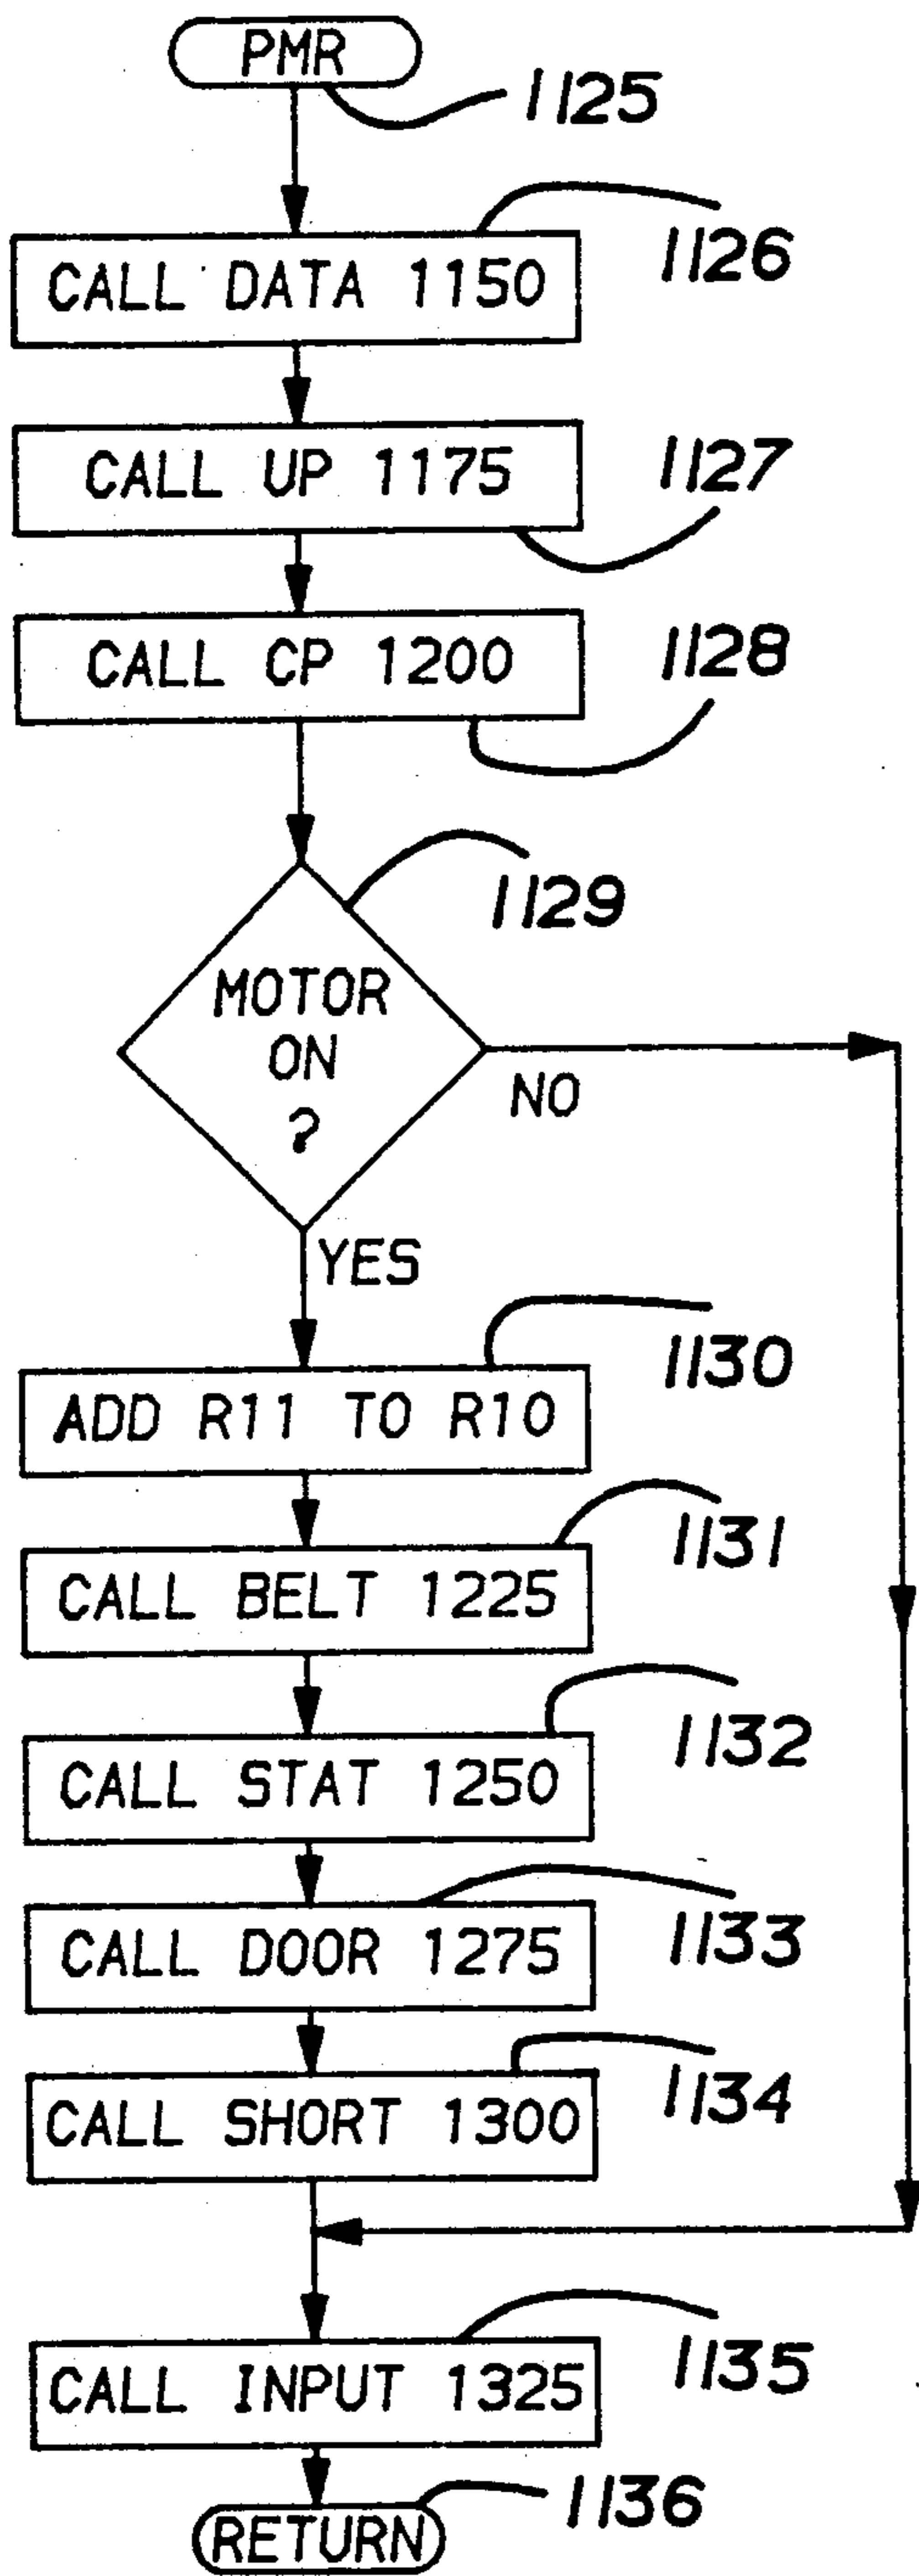 PMR
1125
1126
CALL DATA 1150
1127
CALL UP 1175
1128
CALL CP 1200
1129
MOTOR
ON
?
NO
YES
1130
ADD R11 TO R10
1131
CALL BELT 1225
1132
CALL STAT 1250
1133
CALL DOOR 1275
1134
CALL SHORT 1300
1135
CALL INPUT 1325
1136
RETURN